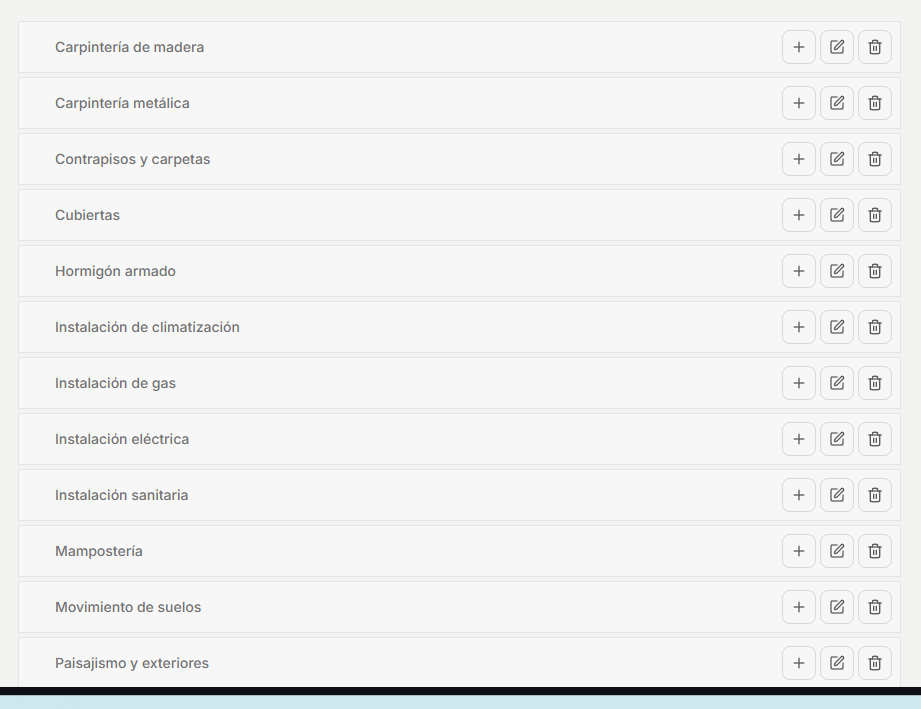 Carpintería de madera
Carpintería metálica
Contrapisos y carpetas
Cubiertas
Hormigón armado
Instalación de climatización
Instalación de gas
Instalación eléctrica
Instalación sanitaria
Mampostería
Movimiento de suelos
Paisajismo y exteriores